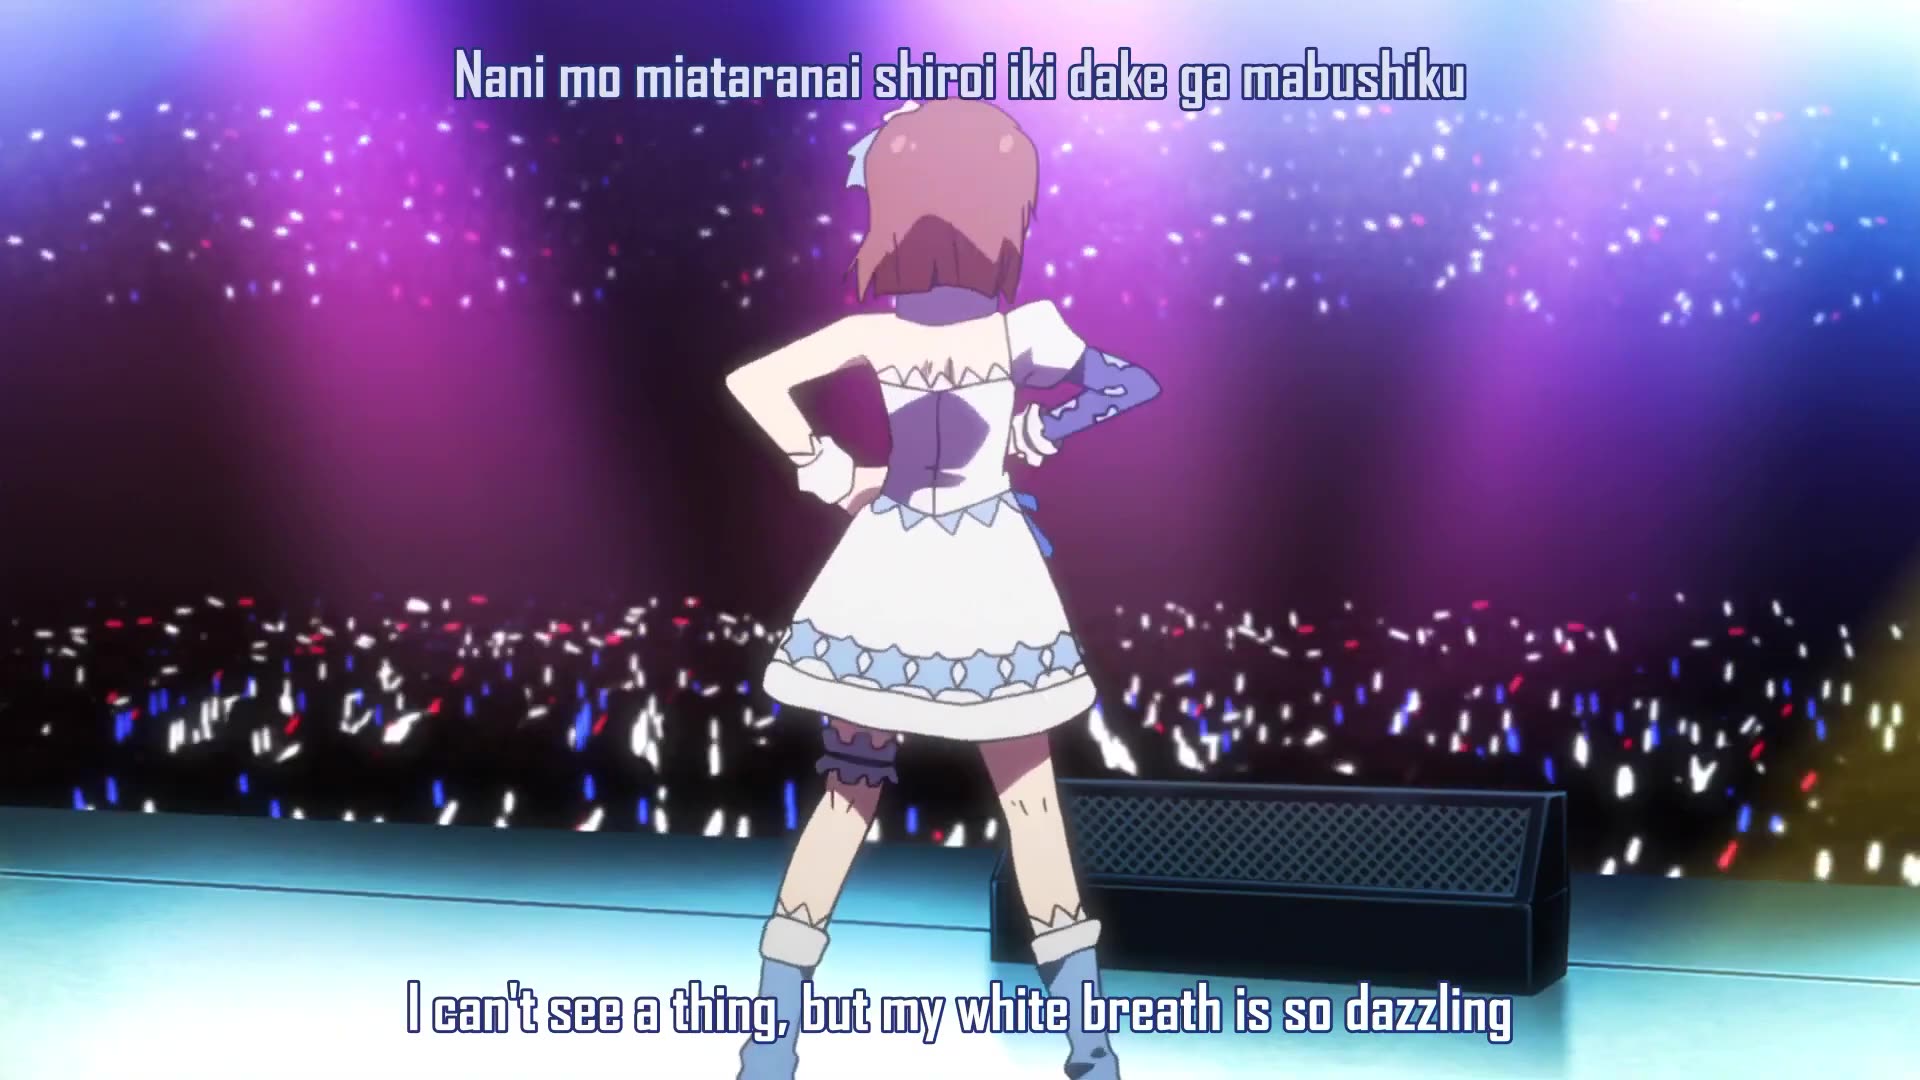 Nani mo miataranai shiroi iki dake ga mabushiku
I can't see a thing, but my white breath is so dazzling